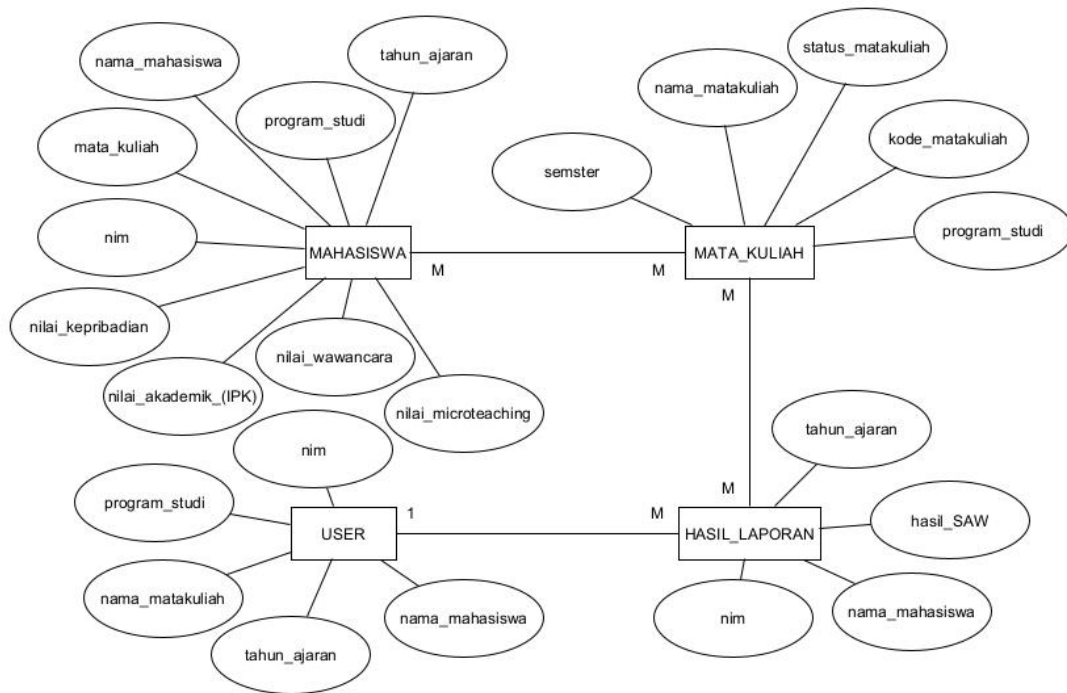 status_matakuliah
tahun_ajaran
nama_mahasiswa
nama_matakuliah
program_studi
kode_matakuliah
mata_kuliah
semster
program_studi
nim
MAHASISWA
MATA_KULIAH
M
M
M
nilai_kepribadian
nilai_wawancara
nilai_akademik_(IPK)
nilai_microteaching
tahun_ajaran
nim
M
program_studi
1
M
hasil_SAW
USER
HASIL_LAPORAN
nama_matakuliah
nama_mahasiswa
nama_mahasiswa
nim
tahun_ajaran